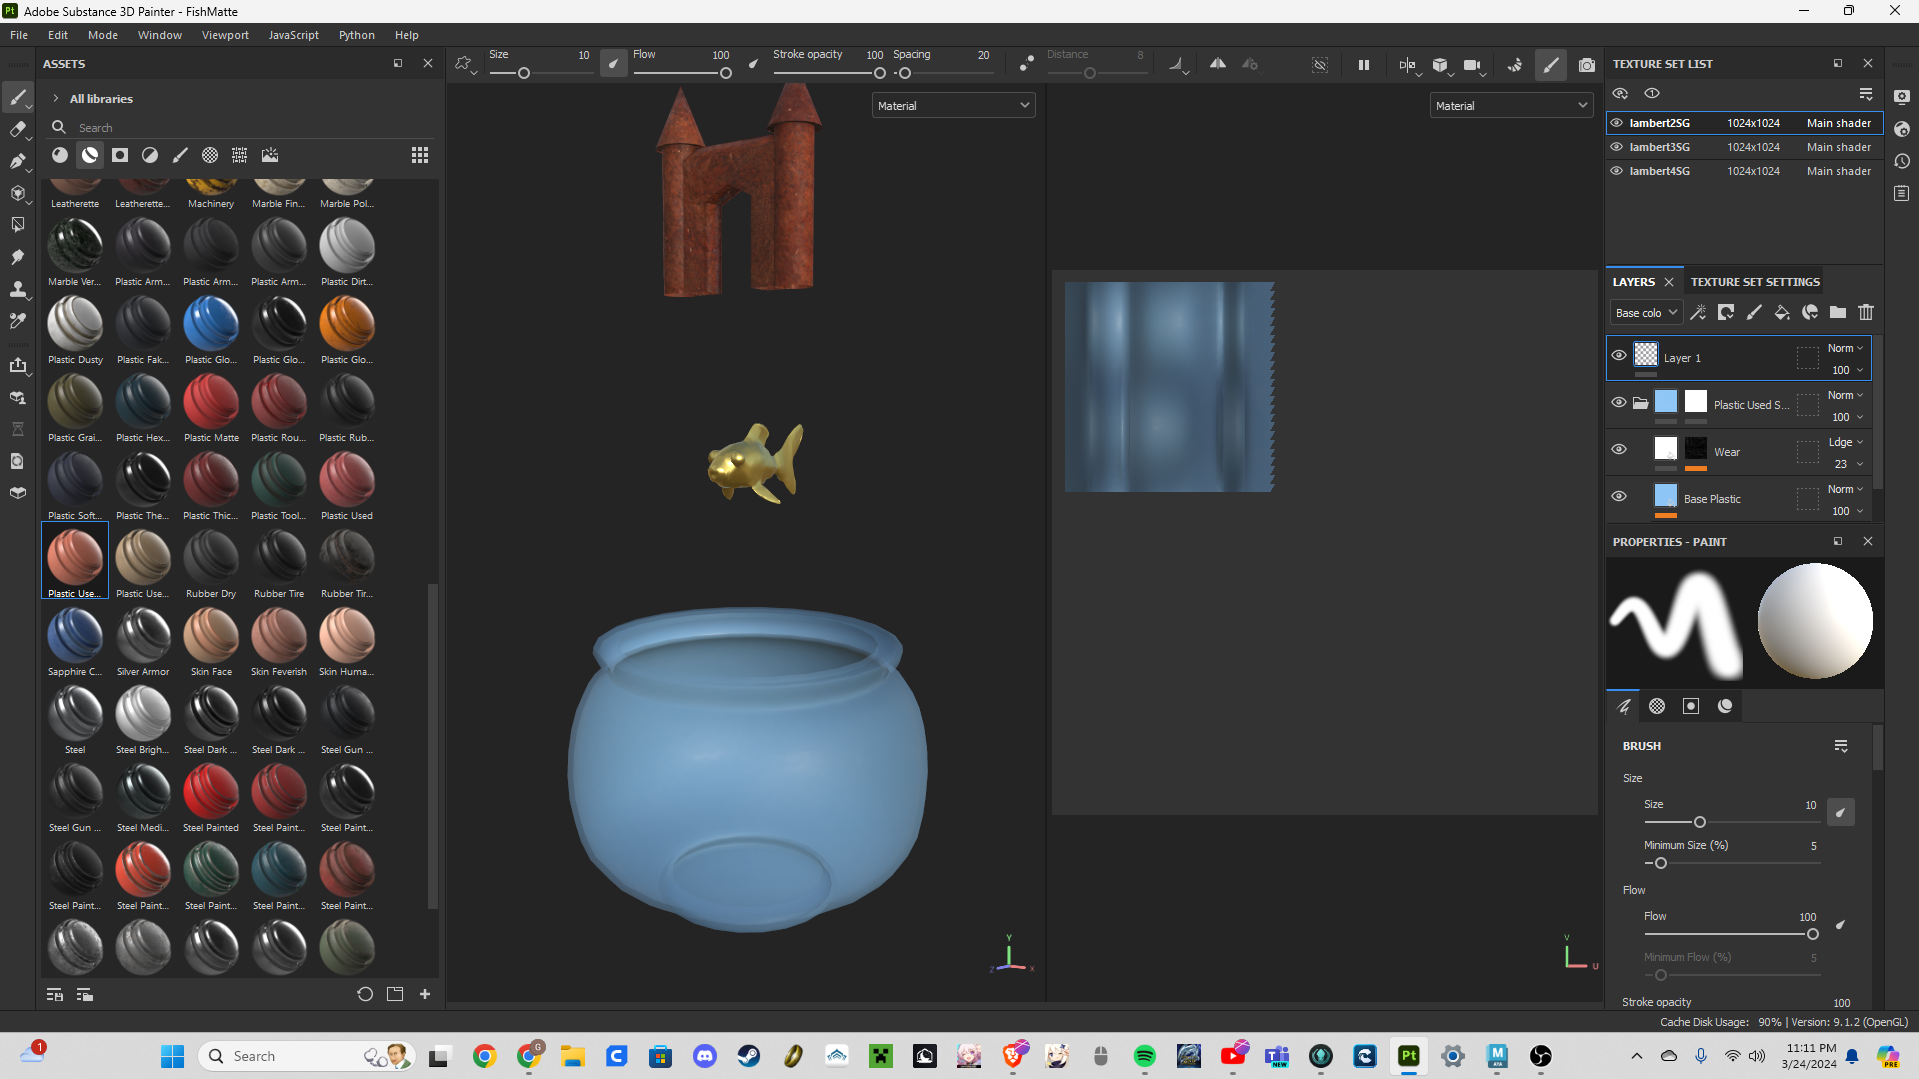 Adobe Substance 3D Painter - FishMatte
File Edit Mode Window Viewport JavaScript Python Help
ASSETS
All libraries
Search
Leatherette Leatherette... Machinery Marble Fin... Marble Pol...
Marble Ver... Plastic Arm... Plastic Arm... Plastic Arm... Plastic Dirt...
Plastic Dusty Plastic Fak... Plastic Glo... Plastic Glo... Plastic Glo...
Plastic Grai... Plastic Hex... Plastic Matte Plastic Rou... Plastic Rub...
Plastic Soft... Plastic The... Plastic Thic... Plastic Tool... Plastic Used
Plastic Use... Plastic Use... Rubber Dry Rubber Tire Rubber Tir...
Sapphire C... Silver Armor Skin Face Skin Feverish Skin Huma...
Steel Steel Brigh... Steel Dark ... Steel Dark ... Steel Gun ...
Steel Gun ... Steel Medi... Steel Painted Steel Paint... Steel Paint...
Steel Paint... Steel Paint... Steel Paint... Steel Paint... Steel Paint...
Size 10 Flow 100 Stroke opacity 100 Spacing 20 Distance 8
Material
Material
Y
Z X
V
U
TEXTURE SET LIST
lambert2SG 1024x1024 Main shader
lambert3SG 1024x1024 Main shader
lambert4SG 1024x1024 Main shader
LAYERS TEXTURE SET SETTINGS
Base colo
Layer 1 Norm
100
Plastic Used S... Norm
100
Wear Ldge
23
Base Plastic Norm
100
PROPERTIES - PAINT
BRUSH
Size
Size 10
Minimum Size (%) 5
Flow
Flow 100
Minimum Flow (%) 5
Stroke opacity 100
Cache Disk Usage: 90% | Version: 9.1.2 (OpenGL)
1
Search
G
NEW
Pt
M
11:11 PM
3/24/2024
PRE